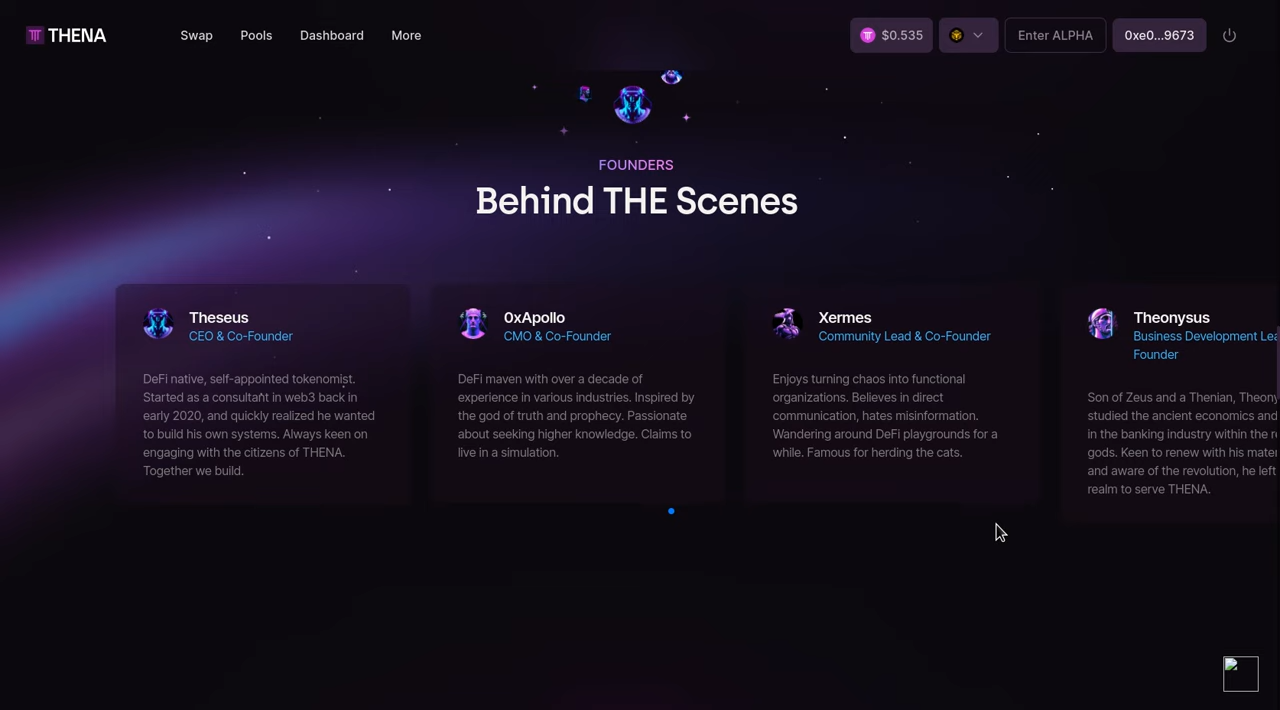 THENA
Swap
Pools
Dashboard
More
$0.535
Enter ALPHA
0xe0...9673
FOUNDERS
Behind THE Scenes
Theseus
CEO & Co-Founder
DeFi native, self-appointed tokenomist.
Started as a consultant in web3 back in
early 2020, and quickly realized he wanted
to build his own systems. Always keen on
engaging with the citizens of THENA.
Together we build.
0xApollo
CMO & Co-Founder
DeFi maven with over a decade of
experience in various industries. Inspired by
the god of truth and prophecy. Passionate
about seeking higher knowledge. Claims to
live in a simulation.
Xermes
Community Lead & Co-Founder
Enjoys turning chaos into functional
organizations. Believes in direct
communication, hates misinformation.
Wandering around DeFi playgrounds for a
while. Famous for herding the cats.
Theonysus
Business Development
Founder
Son of Zeus and a Thenian,
studied the ancient economics and
in the banking industry within the
gods. Keen to renew with his
and aware of the revolution, he left
realm to serve THENA.